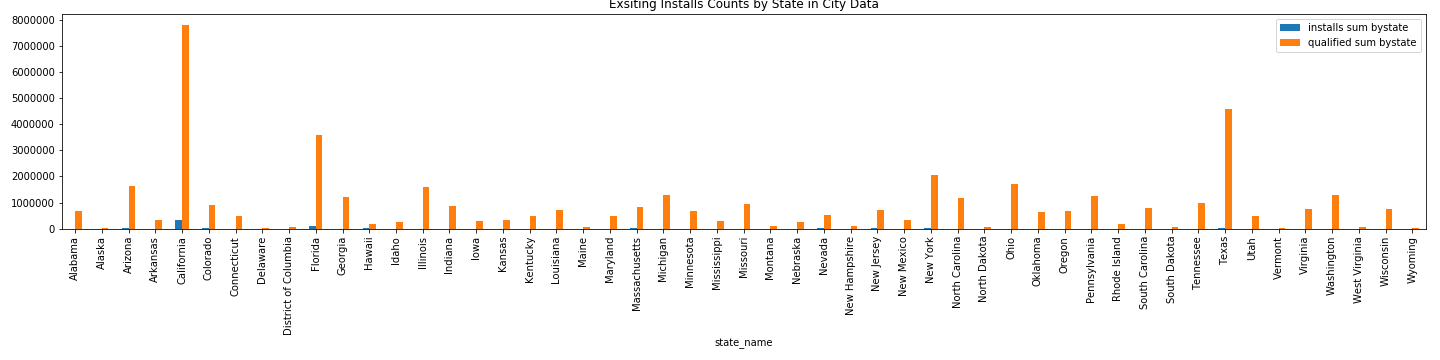 Exsiting Installs Counts by State in City Data
installs sum bystate
qualified sum bystate
8000000
7000000
6000000
5000000
4000000
3000000
2000000
1000000
0
Alabama
Alaska
Arizona
Arkansas
California
Colorado
Connecticut
Delaware
District of Columbia
Florida
Georgia
Hawaii
Idaho
Illinois
Indiana
Iowa
Kansas
Kentucky
Louisiana
Maine
Maryland
Massachusetts
Michigan
Minnesota
Mississippi
Missouri
Montana
Nebraska
Nevada
New Hampshire
New Jersey
New Mexico
New York
North Carolina
North Dakota
Ohio
Oklahoma
Oregon
Pennsylvania
Rhode Island
South Carolina
South Dakota
Tennessee
Texas
Utah
Vermont
Virginia
Washington
West Virginia
Wisconsin
Wyoming
state_name